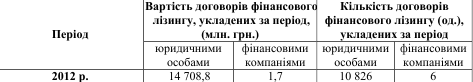 Період
Вартість договорів фінансового
лізингу, укладених за період,
(млн. грн.)
Кількість договорів
фінансового лізингу (од.),
укладених за період
юридичними
особами
фінансовими
компаніями
юридичними
особами
фінансовими
компаніями
2012 р. 14 708,8 1,7 10 826 6